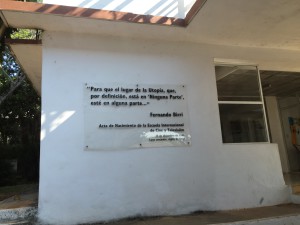 "Para que el lugar de la Utopía, que,
por definición, está en 'Ninguna Parte',
esté en alguna parte..."
Fernando Birri
Acta de Nacimiento de la Escuela Internacional
de Cine y Televisión